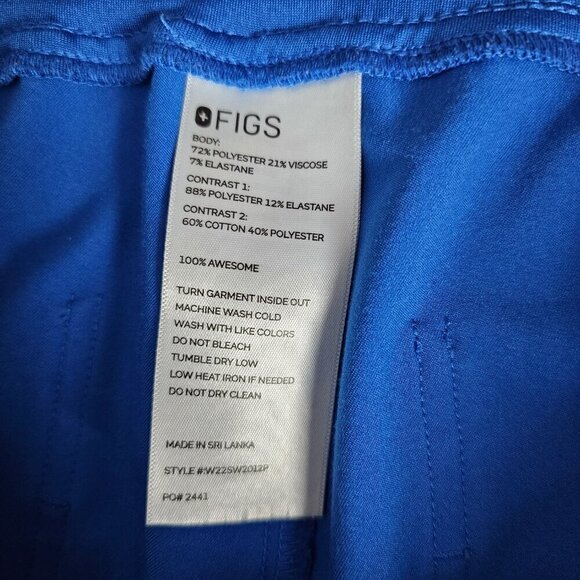 FIGS
BODY:
72% POLYESTER 21% VISCOSE
7% ELASTANE
CONTRAST 1:
88% POLYESTER 12% ELASTANE
CONTRAST 2:
60% COTTON 40% POLYESTER
100% AWESOME
TURN GARMENT INSIDE OUT
MACHINE WASH COLD
WASH WITH LIKE COLORS
DO NOT BLEACH
TUMBLE DRY LOW
LOW HEAT IRON IF NEEDED
DO NOT DRY CLEAN
MADE IN SRI LANKA
STYLE #:W22SW2012P
PO# 2441